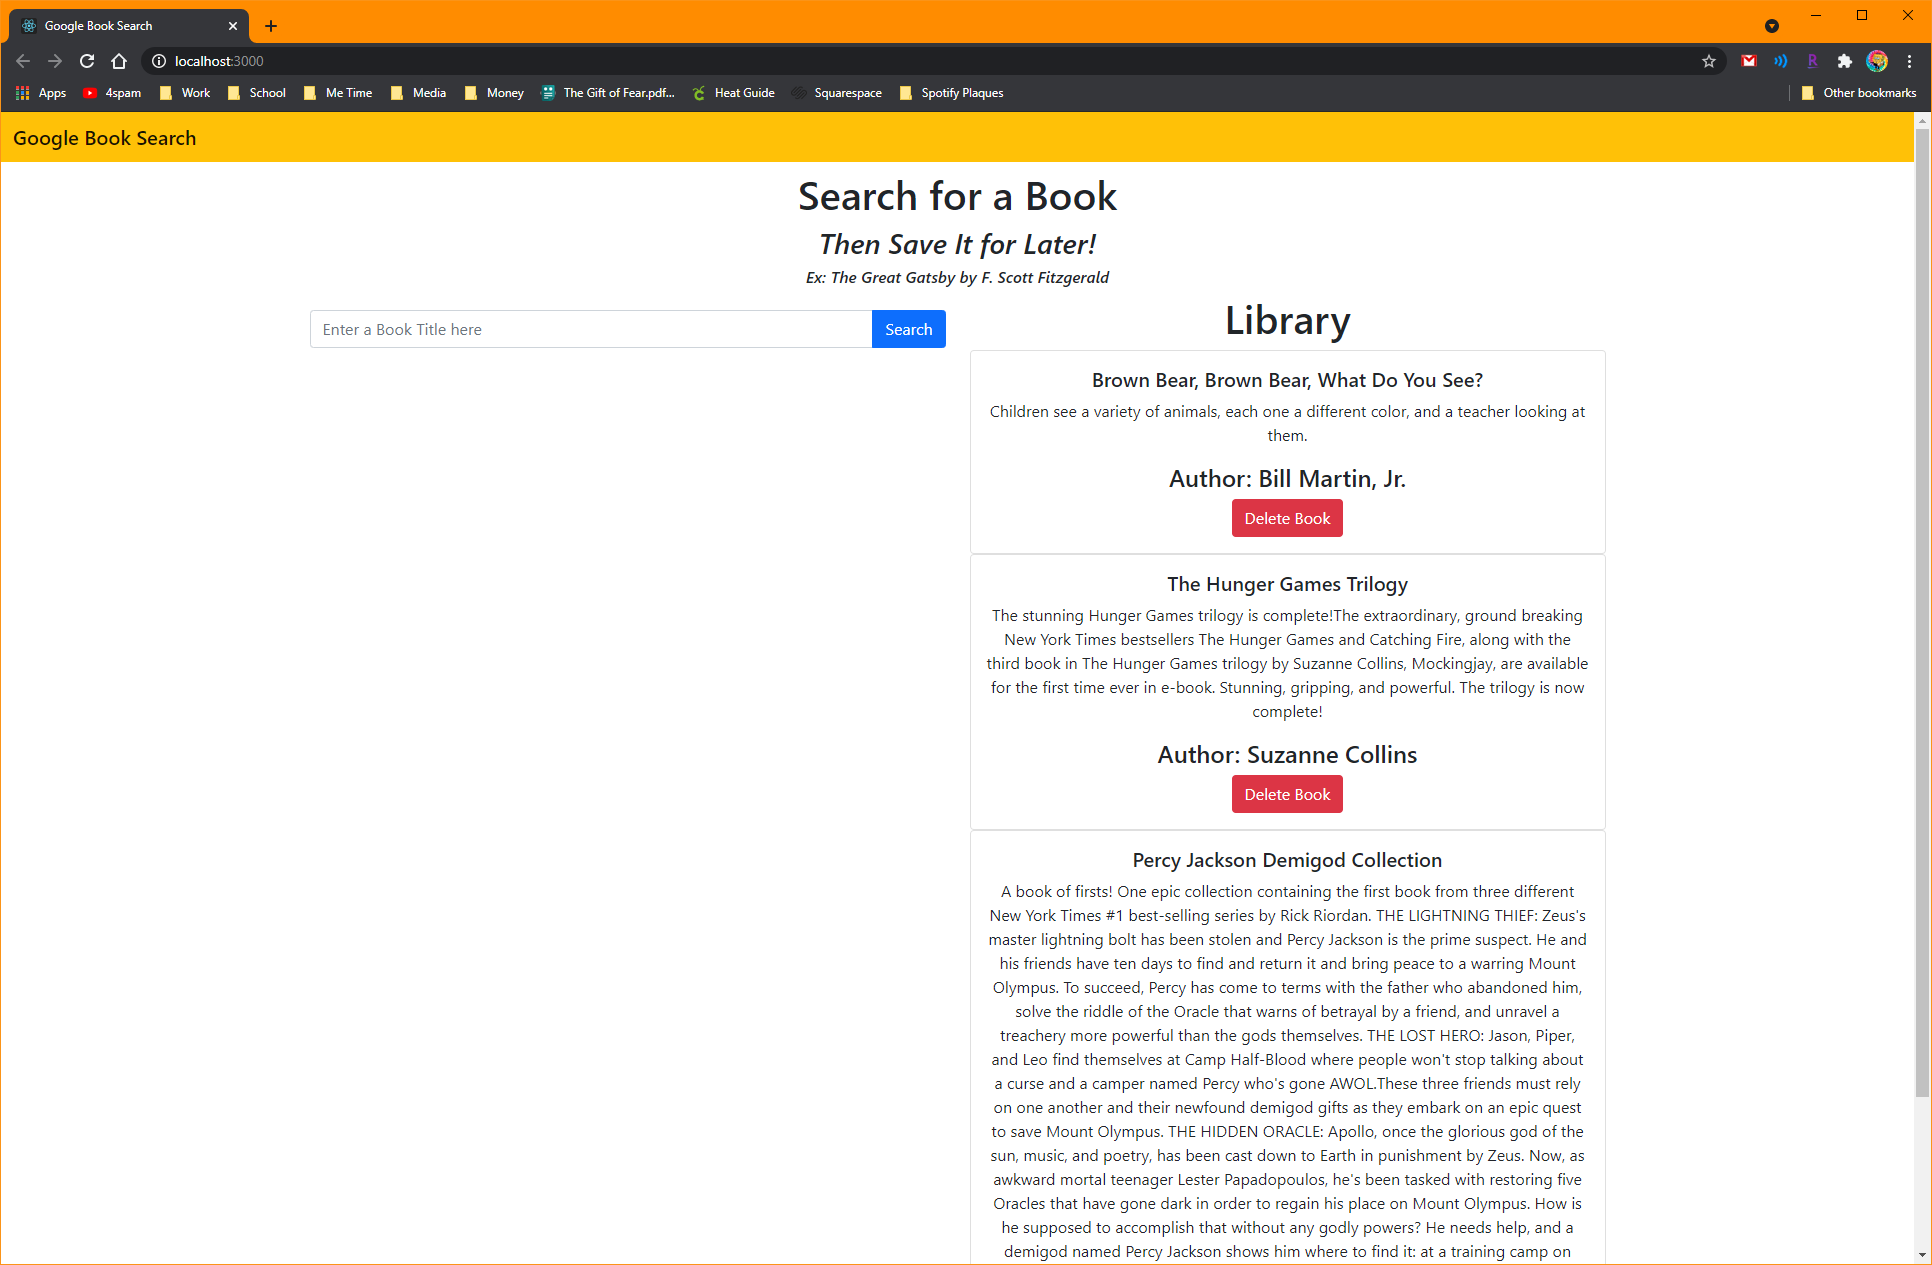 Google Book Search
localhost:3000
Apps 4spam Work School Me Time Media Money The Gift of Fear.pdf... Heat Guide Squarespace Spotify Plaques Other bookmarks
Google Book Search
Search for a Book
Then Save It for Later!
Ex: The Great Gatsby by F. Scott Fitzgerald
Enter a Book Title here Search
Library
Brown Bear, Brown Bear, What Do You See?
Children see a variety of animals, each one a different color, and a teacher looking at
them.
Author: Bill Martin, Jr.
Delete Book
The Hunger Games Trilogy
The stunning Hunger Games trilogy is complete!The extraordinary, ground breaking
New York Times bestsellers The Hunger Games and Catching Fire, along with the
third book in The Hunger Games trilogy by Suzanne Collins, Mockingjay, are available
for the first time ever in e-book. Stunning, gripping, and powerful. The trilogy is now
complete!
Author: Suzanne Collins
Delete Book
Percy Jackson Demigod Collection
A book of firsts! One epic collection containing the first book from three different
New York Times #1 best-selling series by Rick Riordan. THE LIGHTNING THIEF: Zeus's
master lightning bolt has been stolen and Percy Jackson is the prime suspect. He and
his friends have ten days to find and return it and bring peace to a warring Mount
Olympus. To succeed, Percy has come to terms with the father who abandoned him,
solve the riddle of the Oracle that warns of betrayal by a friend, and unravel a
treachery more powerful than the gods themselves. THE LOST HERO: Jason, Piper,
and Leo find themselves at Camp Half-Blood where people won't stop talking about
a curse and a camper named Percy who's gone AWOL.These three friends must rely
on one another and their newfound demigod gifts as they embark on an epic quest
to save Mount Olympus. THE HIDDEN ORACLE: Apollo, once the glorious god of the
sun, music, and poetry, has been cast down to Earth in punishment by Zeus. Now, as
awkward mortal teenager Lester Papadopoulos, he's been tasked with restoring five
Oracles that have gone dark in order to regain his place on Mount Olympus. How is
he supposed to accomplish that without any godly powers? He needs help, and a
demigod named Percy Jackson shows him where to find it: at a training camp on